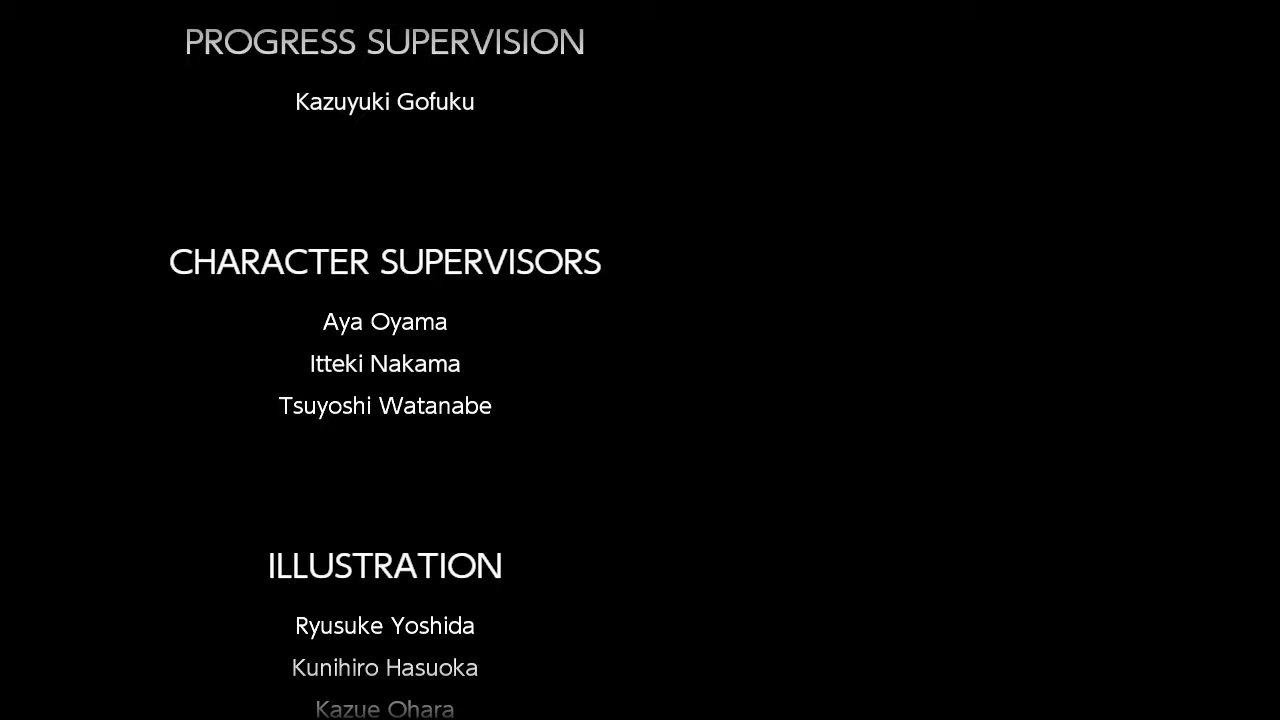 PROGRESS SUPERVISION
Kazuyuki Gofuku
CHARACTER SUPERVISORS
Aya Oyama
Itteki Nakama
Tsuyoshi Watanabe
ILLUSTRATION
Ryusuke Yoshida
Kunihiro Hasuoka
Kazue Ohara